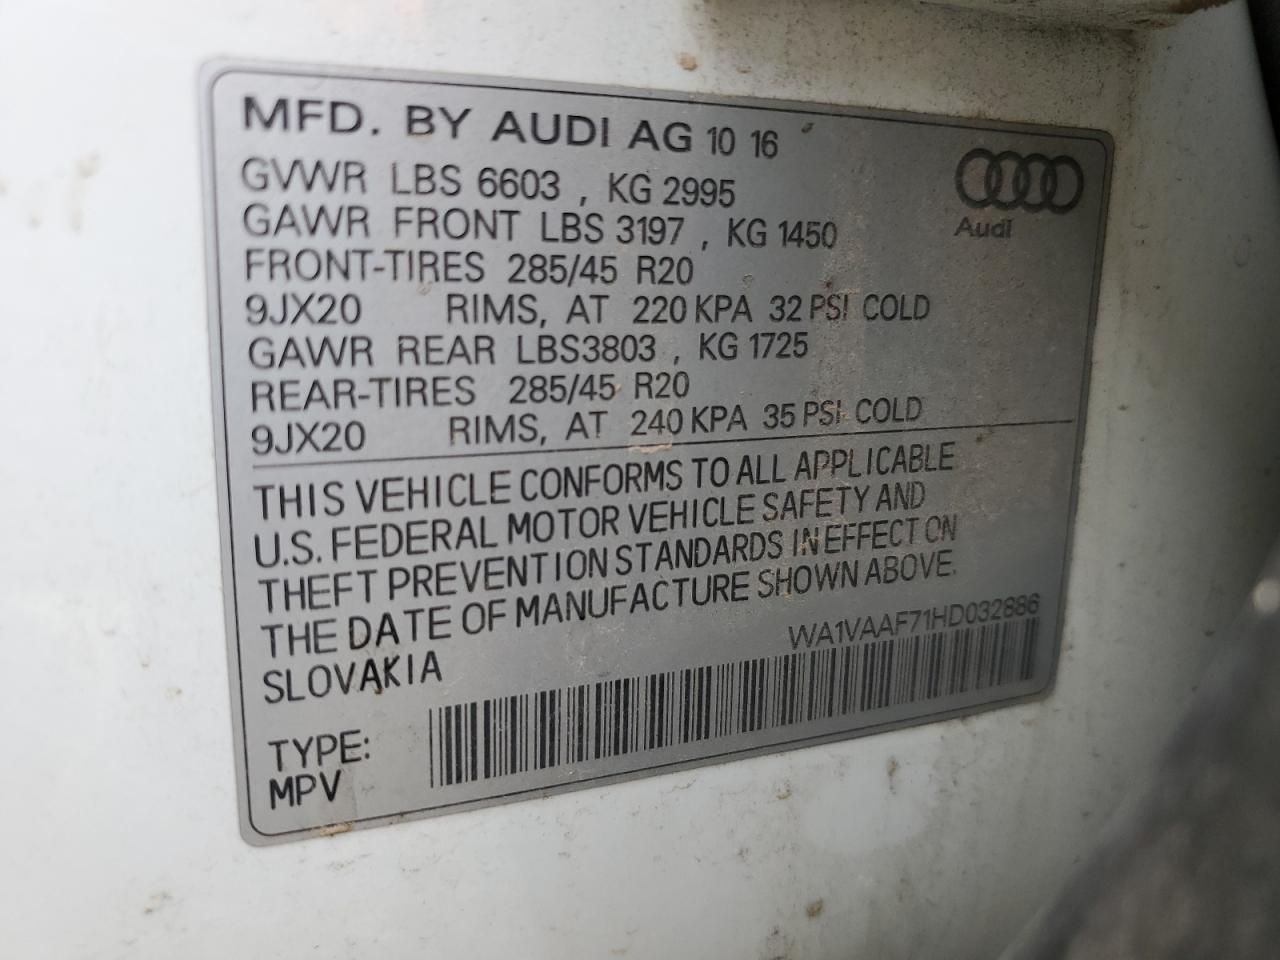 MFD. BY AUDI AG 10 16
GVWR LBS 6603 , KG 2995
GAWR FRONT LBS 3197 , KG 1450
FRONT-TIRES 285/45 R20
9JX20 RIMS, AT 220 KPA 32 PSI COLD
GAWR REAR LBS3803 , KG 1725
REAR-TIRES 285/45 R20
9JX20 RIMS, AT 240 KPA 35 PSI COLD
Audi
THIS VEHICLE CONFORMS TO ALL APPLICABLE
U.S. FEDERAL MOTOR VEHICLE SAFETY AND
THEFT PREVENTION STANDARDS IN EFFECT ON
THE DATE OF MANUFACTURE SHOWN ABOVE.
SLOVAKIA
WA1VAAF71HD032886
TYPE:
MPV